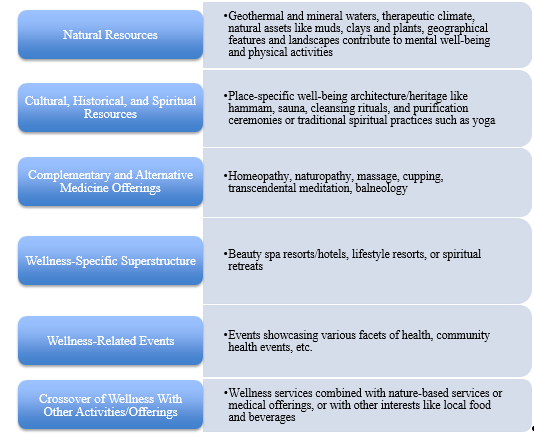 Natural Resources
•Geothermal and mineral waters, therapeutic climate,
natural assets like muds, clays and plants, geographical
features and landscapes contribute to mental well-being
and physical activities
Cultural, Historical, and Spiritual
Resources
•Place-specific well-being architecture/heritage like
hammam, sauna, cleansing rituals, and purification
ceremonies or traditional spiritual practices such as yoga
Complementary and Alternative
Medicine Offerings
•Homeopathy, naturopathy, massage, cupping,
transcendental meditation, balneology
Wellness-Specific Superstructure
•Beauty spa resorts/hotels, lifestyle resorts, or spiritual
retreats
Wellness-Related Events
•Events showcasing various facets of health, community
health events, etc.
Crossover of Wellness With
Other Activities/Offerings
•Wellness services combined with nature-based services or
medical offerings, or with other interests like local food
and beverages